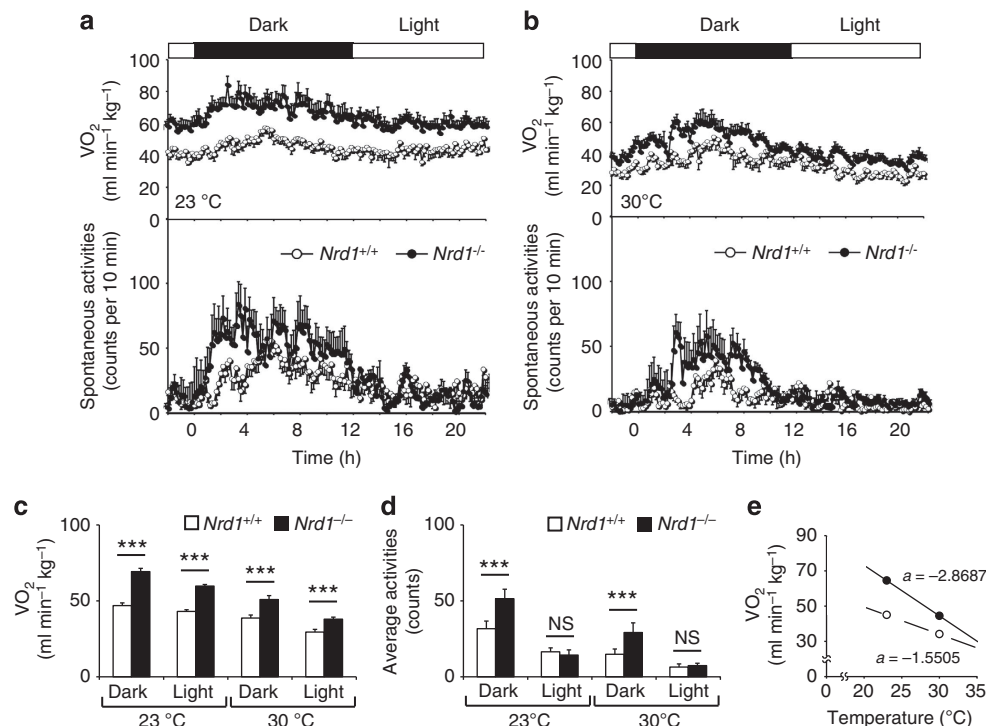 a
Dark Light
100
80
60
40
20
0
VO2
(ml min–1 kg–1)
23 °C
Nrd1+/+ Nrd1-/-
100
50
0
Spontaneous activities
(counts per 10 min)
0 4 8 12 16 20
Time (h)
b
Dark Light
100
80
60
40
20
0
VO2
(ml min–1 kg–1)
30°C
Nrd1+/+ Nrd1-/-
100
50
0
Spontaneous activities
(counts per 10 min)
0 4 8 12 16 20
Time (h)
c
Nrd1+/+ Nrd1–/–
100
50
0
VO2
(ml min–1 kg–1)
*** *** *** ***
Dark Light Dark Light
23 °C 30 °C
d
Nrd1+/+ Nrd1–/–
100
50
0
Average activities
(counts)
*** NS *** NS
Dark Light Dark Light
23°C 30°C
e
90
70
50
30
0
VO2
(ml min–1 kg–1)
a = –2.8687
a = –1.5505
0 20 25 30 35
Temperature (°C)